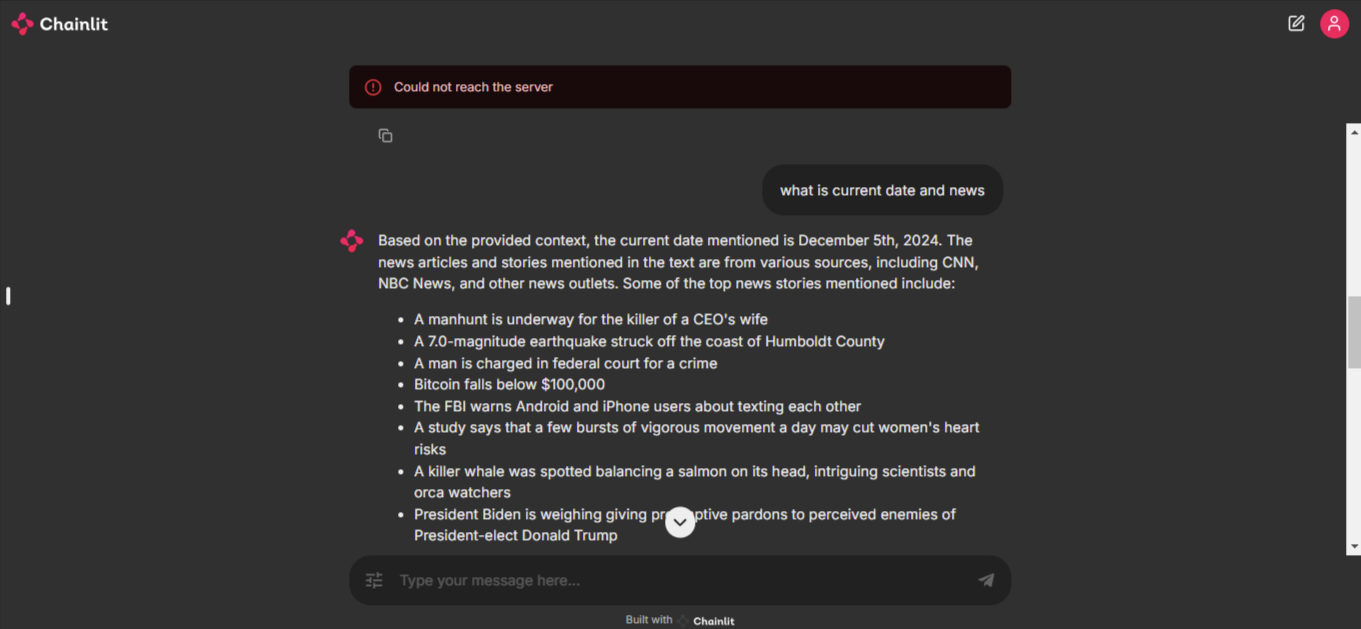 Chainlit
Could not reach the server
what is current date and news
Based on the provided context, the current date mentioned is December 5th, 2024. The
news articles and stories mentioned in the text are from various sources, including CNN,
NBC News, and other news outlets. Some of the top news stories mentioned include:
• A manhunt is underway for the killer of a CEO's wife
• A 7.0-magnitude earthquake struck off the coast of Humboldt County
• A man is charged in federal court for a crime
• Bitcoin falls below $100,000
• The FBI warns Android and iPhone users about texting each other
• A study says that a few bursts of vigorous movement a day may cut women's heart
risks
• A killer whale was spotted balancing a salmon on its head, intriguing scientists and
orca watchers
• President Biden is weighing giving pardons to perceived enemies of
President-elect Donald Trump
Type your message here...
Built with Chainlit